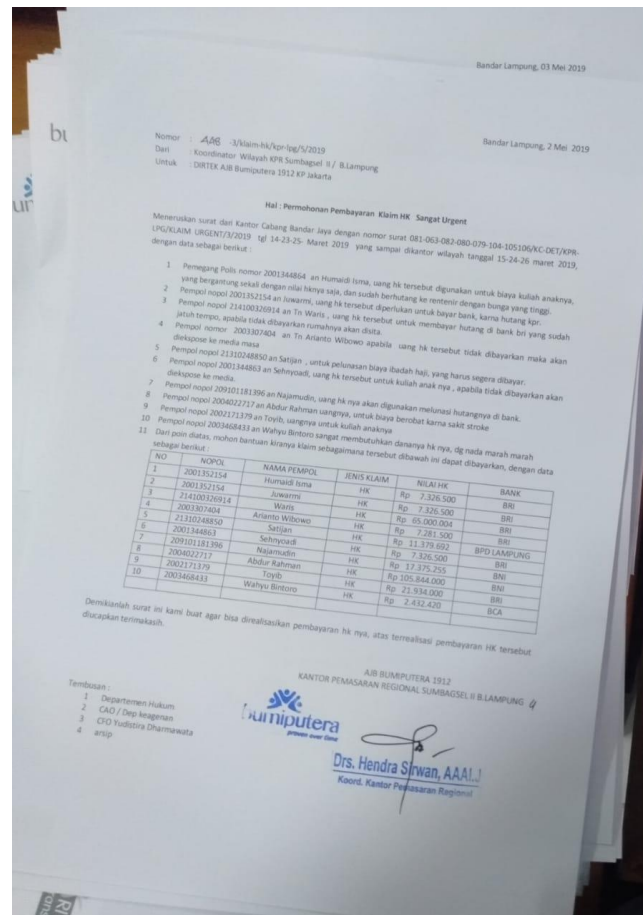 Bandar Lampung, 03 Mei 2019
Bandar Lampung, 2 Mei 2019
Nomor : -3/klaim-hk/kpr-lpg/5/2019
Dari : Koordinator Wilayah KPR Sumbagsel II / B.Lampung
Untuk : DIRTEK AJB Bumiputera 1912 KP Jakarta
Hal : Permohonan Pembayaran Klaim HK Sangat Urgent
Meneruskan surat dari Kantor Cabang Bandar Jaya dengan nomor surat 081-063-082-080-079-104-105106/KC-DET/KPR-
LPG/KLAIM URGENT/3/2019 tgl 14-23-25- Maret 2019 yang sampai dikantor wilayah tanggal 15-24-26 maret 2019,
dengan data sebagai berikut :
1 Pemegang Polis nomor 2001344864 an Humaidi Isma, uang hk tersebut digunakan untuk biaya kuliah anaknya,
yang bergantung sekali dengan nilai hknya saja, dan sudah berhutang ke rentenir dengan bunga yang tinggi.
2 Pempol nopol 2001352154 an Juwarmi, uang hk tersebut diperlukan untuk bayar bank, karna hutang kpr.
3 Pempol nopol 214100326914 an Tn Waris , uang hk tersebut untuk membayar hutang di bank bri yang sudah
jatuh tempo, apabila tidak dibayarkan rumahnya akan disita.
4 Pempol nomor 2003307404 an Tn Arianto Wibowo apabila uang hk tersebut tidak dibayarkan maka akan
diekspose ke media masa
5 Pempol nopol 21310248850 an Satijan , untuk pelunasan biaya ibadah haji, yang harus segera dibayar.
6 Pempol nopol 2001344863 an Sehnyoadi, uang hk tersebut untuk kuliah anak nya , apabila tidak dibayarkan akan
diekspose ke media.
7 Pempol nopol 209101181396 an Najamudin, uang hk nya akan digunakan melunasi hutangnya di bank.
8 Pempol nopol 2004022717 an Abdur Rahman uangnya, untuk biaya berobat karna sakit stroke
9 Pempol nopol 2002171379 an Toyib, uangnya untuk kuliah anaknya
10 Pempol nopol 2003468433 an Wahyu Bintoro sangat membutuhkan dananya hk nya, dg nada marah marah
11 Dari poin diatas, mohon bantuan kiranya klaim sebagaimana tersebut dibawah ini dapat dibayarkan, dengan data
sebagai berikut :
NO NOPOL NAMA PEMPOL JENIS KLAIM NILAI HK BANK
1 2001352154 Humaidi Isma HK Rp 7.326.500 BRI
2 2001352154 Juwarmi HK Rp 7.326.500 BRI
3 214100326914 Waris HK Rp 65.000.004 BRI
4 2003307404 Arianto Wibowo HK Rp 7.281.500 BRI
5 21310248850 Satijan HK Rp 11.379.692 BPD LAMPUNG
6 2001344863 Sehnyoadi HK Rp 7.326.500 BRI
7 209101181396 Najamudin HK Rp 17.375.255 BNI
8 2004022717 Abdur Rahman HK Rp 105.844.000 BNI
9 2002171379 Toyib HK Rp 21.934.000 BRI
10 2003468433 Wahyu Bintoro HK Rp 2.432.420 BCA
Demikianlah surat ini kami buat agar bisa direalisasikan pembayaran hk nya, atas terrealisasi pembayaran HK tersebut
diucapkan terimakasih.
AJB BUMIPUTERA 1912
KANTOR PEMASARAN REGIONAL SUMBAGSEL II B.LAMPUNG
Tembusan :
1 Departemen Hukum
2 CAO / Dep keagenan
3 CFO Yudistira Dharmawata
4 arsip
bumiputera
proven over time
Drs. Hendra Sirwan, AAAI.J
Koord. Kantor Pemasaran Regional